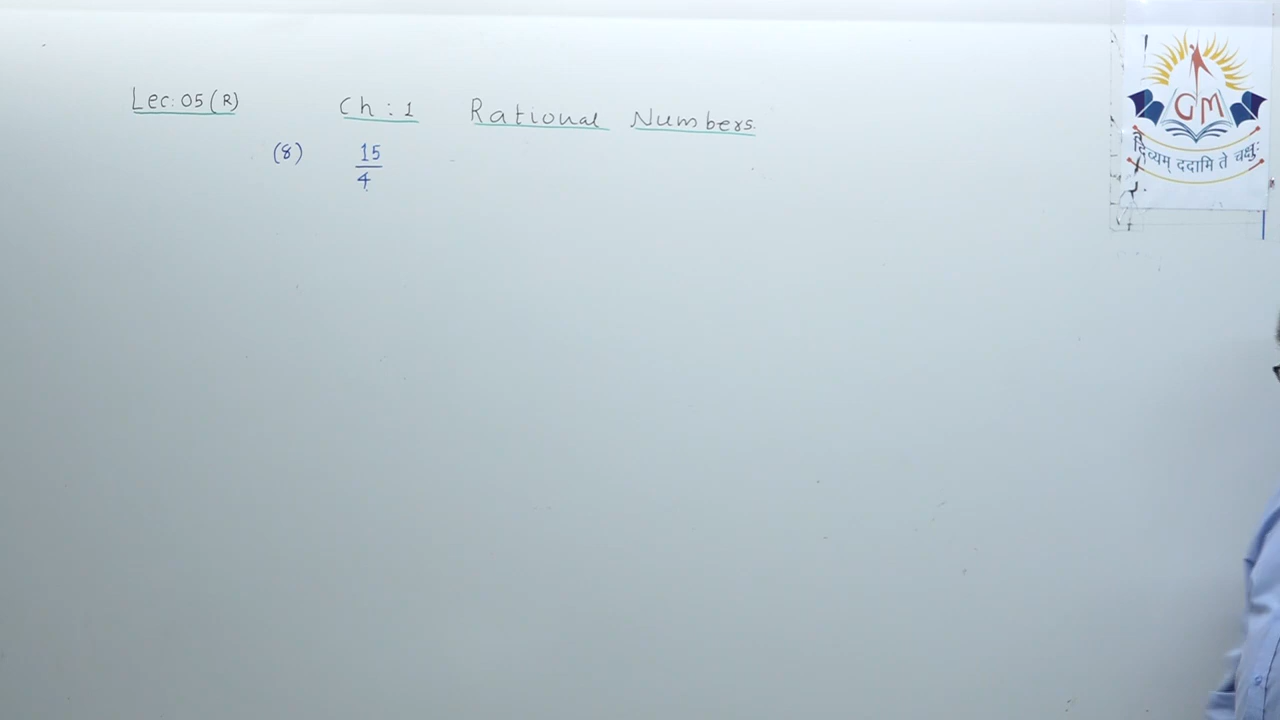 Lec: 05 (R) Ch : 1 Rational Numbers.
(8) 15
4
GM
दिव्यम् ददामि ते चक्षुः